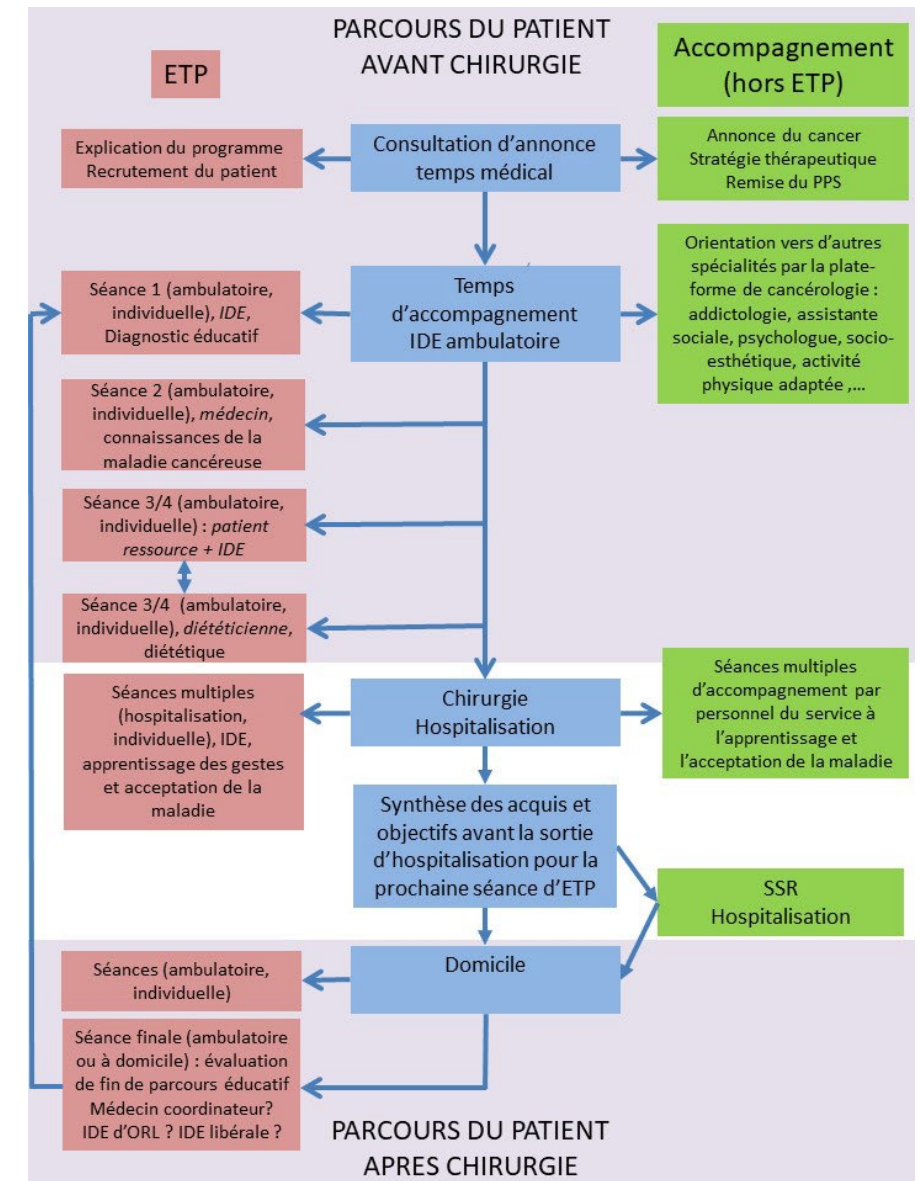 PARCOURS DU PATIENT
AVANT CHIRURGIE
ETP
Accompagnement
(hors ETP)
Explication du programme
Recrutement du patient
Consultation d’annonce
temps médical
Annonce du cancer
Stratégie thérapeutique
Remise du PPS
Séance 1 (ambulatoire,
individuelle), IDE,
Diagnostic éducatif
Temps
d’accompagnement
IDE ambulatoire
Orientation vers d’autres
spécialités par la plate-
forme de cancérologie :
addictologie, assistante
sociale, psychologue, socio-
esthétique, activité
physique adaptée ,...
Séance 2 (ambulatoire,
individuelle), médecin,
connaissances de la
maladie cancéreuse
Séance 3/4 (ambulatoire,
individuelle) : patient
ressource + IDE
Séance 3/4 (ambulatoire,
individuelle), diététicienne,
diététique
Séances multiples
(hospitalisation,
individuelle), IDE,
apprentissage des gestes
et acceptation de la
maladie
Chirurgie
Hospitalisation
Séances multiples
d’accompagnement par
personnel du service à
l’apprentissage et
l’acceptation de la maladie
Synthèse des acquis et
objectifs avant la sortie
d’hospitalisation pour la
prochaine séance d’ETP
SSR
Hospitalisation
Séances (ambulatoire,
individuelle)
Domicile
Séance finale (ambulatoire
ou à domicile) : évaluation
de fin de parcours éducatif
Médecin coordinateur?
IDE d’ORL ? IDE libérale ?
PARCOURS DU PATIENT
APRES CHIRURGIE